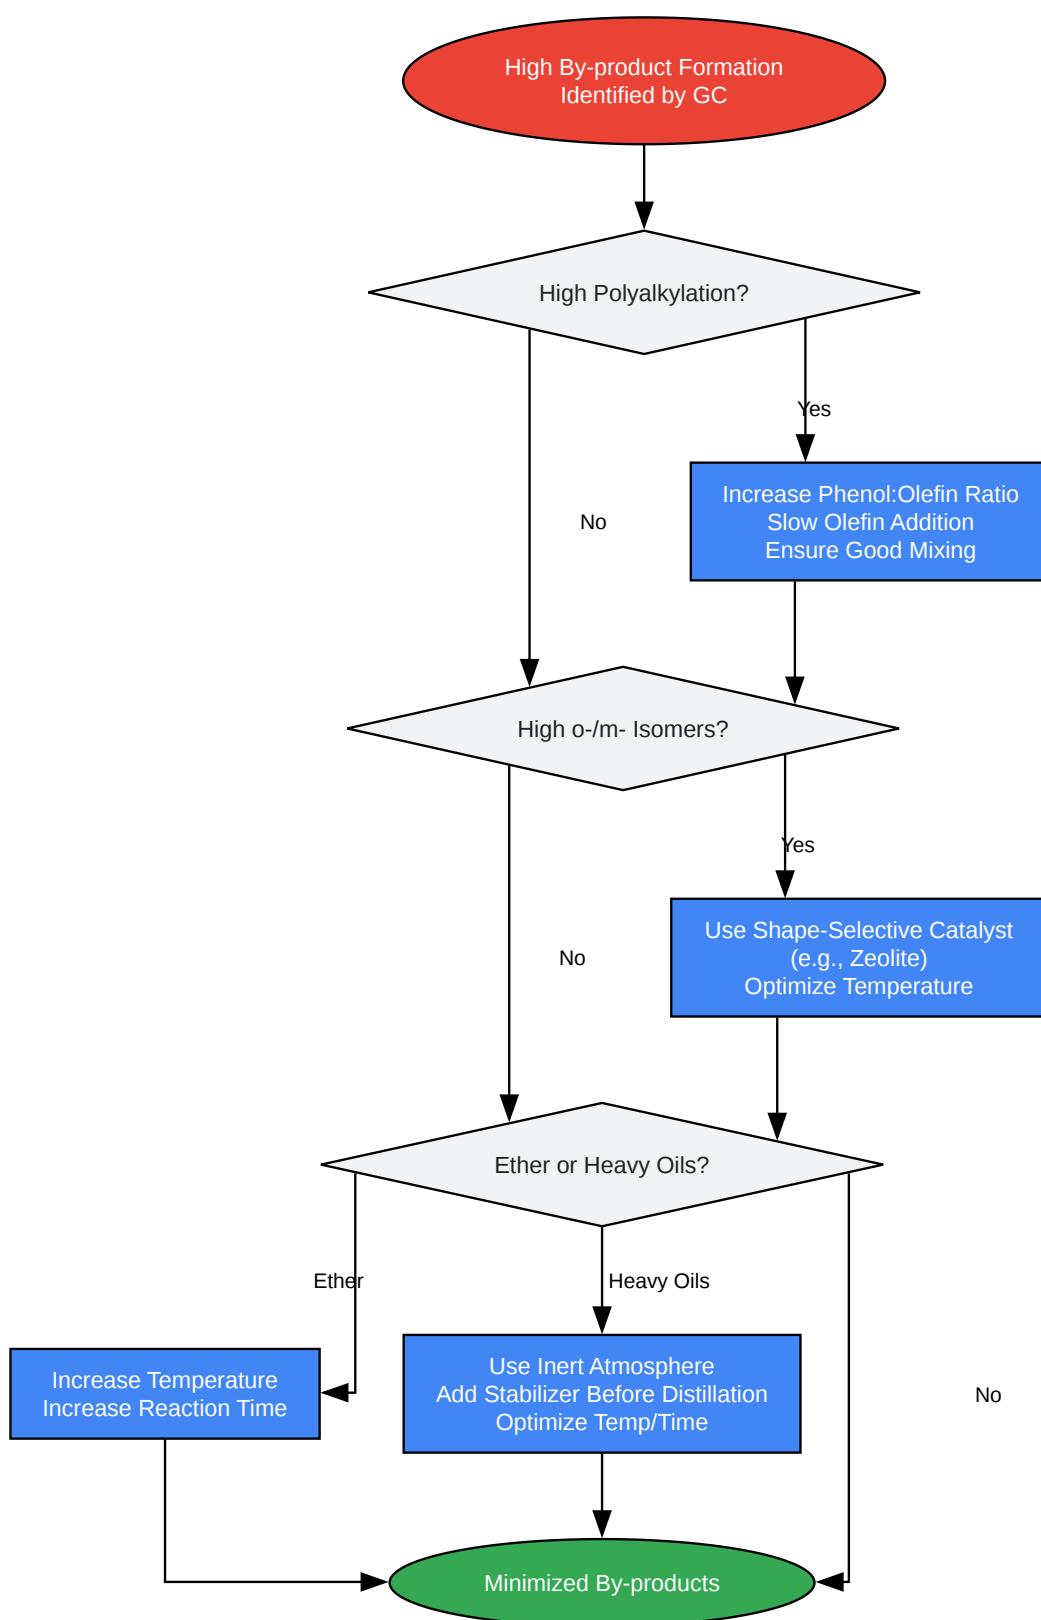 High By-product Formation
Identified by GC
High Polyalkylation?
Yes
Increase Phenol:Olefin Ratio
Slow Olefin Addition
Ensure Good Mixing
No
High o-/m- Isomers?
Yes
Use Shape-Selective Catalyst
(e.g., Zeolite)
Optimize Temperature
No
Ether or Heavy Oils?
Ether
Heavy Oils
Increase Temperature
Increase Reaction Time
Use Inert Atmosphere
Add Stabilizer Before Distillation
Optimize Temp/Time
No
Minimized By-products